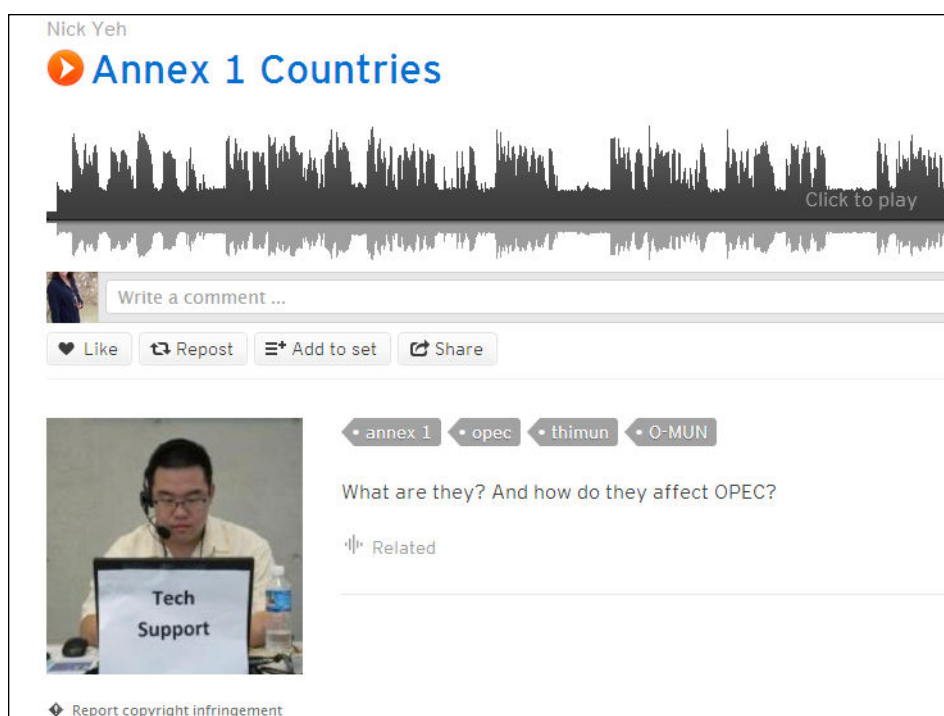 Nick Yeh
Annex 1 Countries
Click to play
Write a comment ...
Like
Repost
Add to set
Share
annex 1
opec
thimun
O-MUN
What are they? And how do they affect OPEC?
Related
Tech
Support
Report copyright infringement